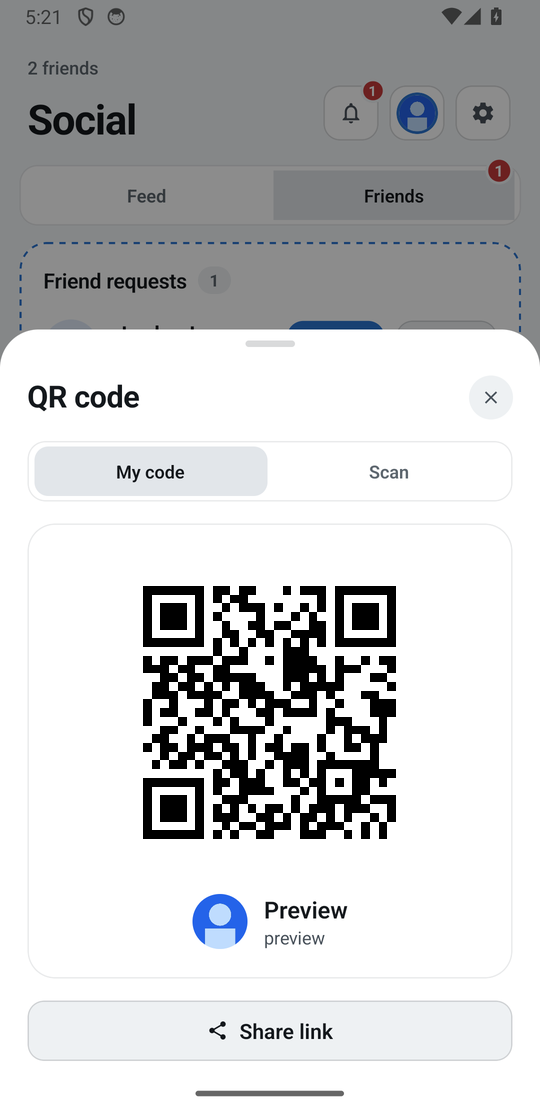 5:21
2 friends
Social
1
Feed
Friends
1
Friend requests 1
QR code
My code
Scan
Preview
preview
Share link